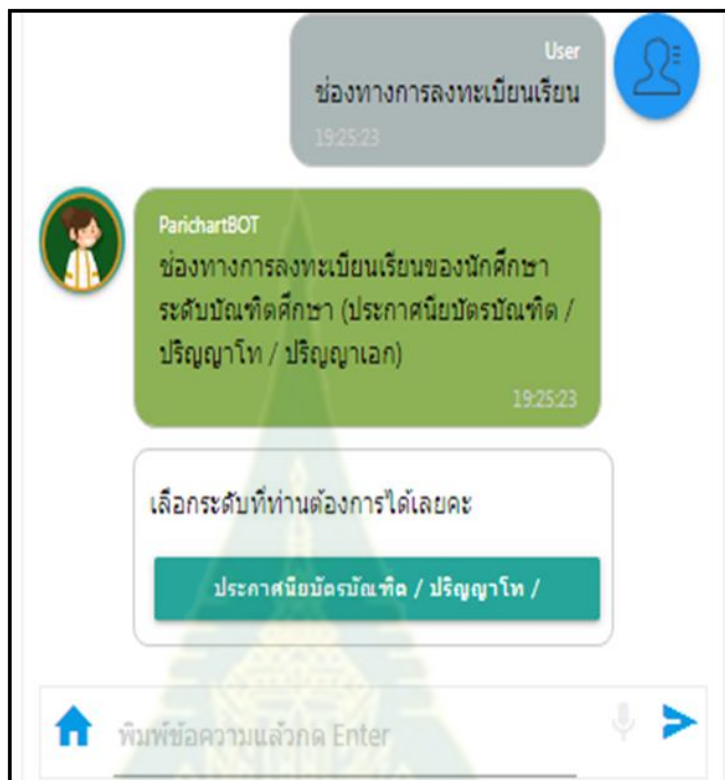 User
ช่องทางการลงทะเบียนเรียน
19:25:23
ParichartBOT
ช่องทางการลงทะเบียนเรียนของนักศึกษา
ระดับบัณฑิตศึกษา (ประกาศนียบัตรบัณฑิต /
ปริญญาโท / ปริญญาเอก)
19:25:23
เลือกระดับที่ท่านต้องการได้เลยคะ
ประกาศนียบัตรบัณฑิต / ปริญญาโท /
พิมพ์ข้อความแล้วกด Enter